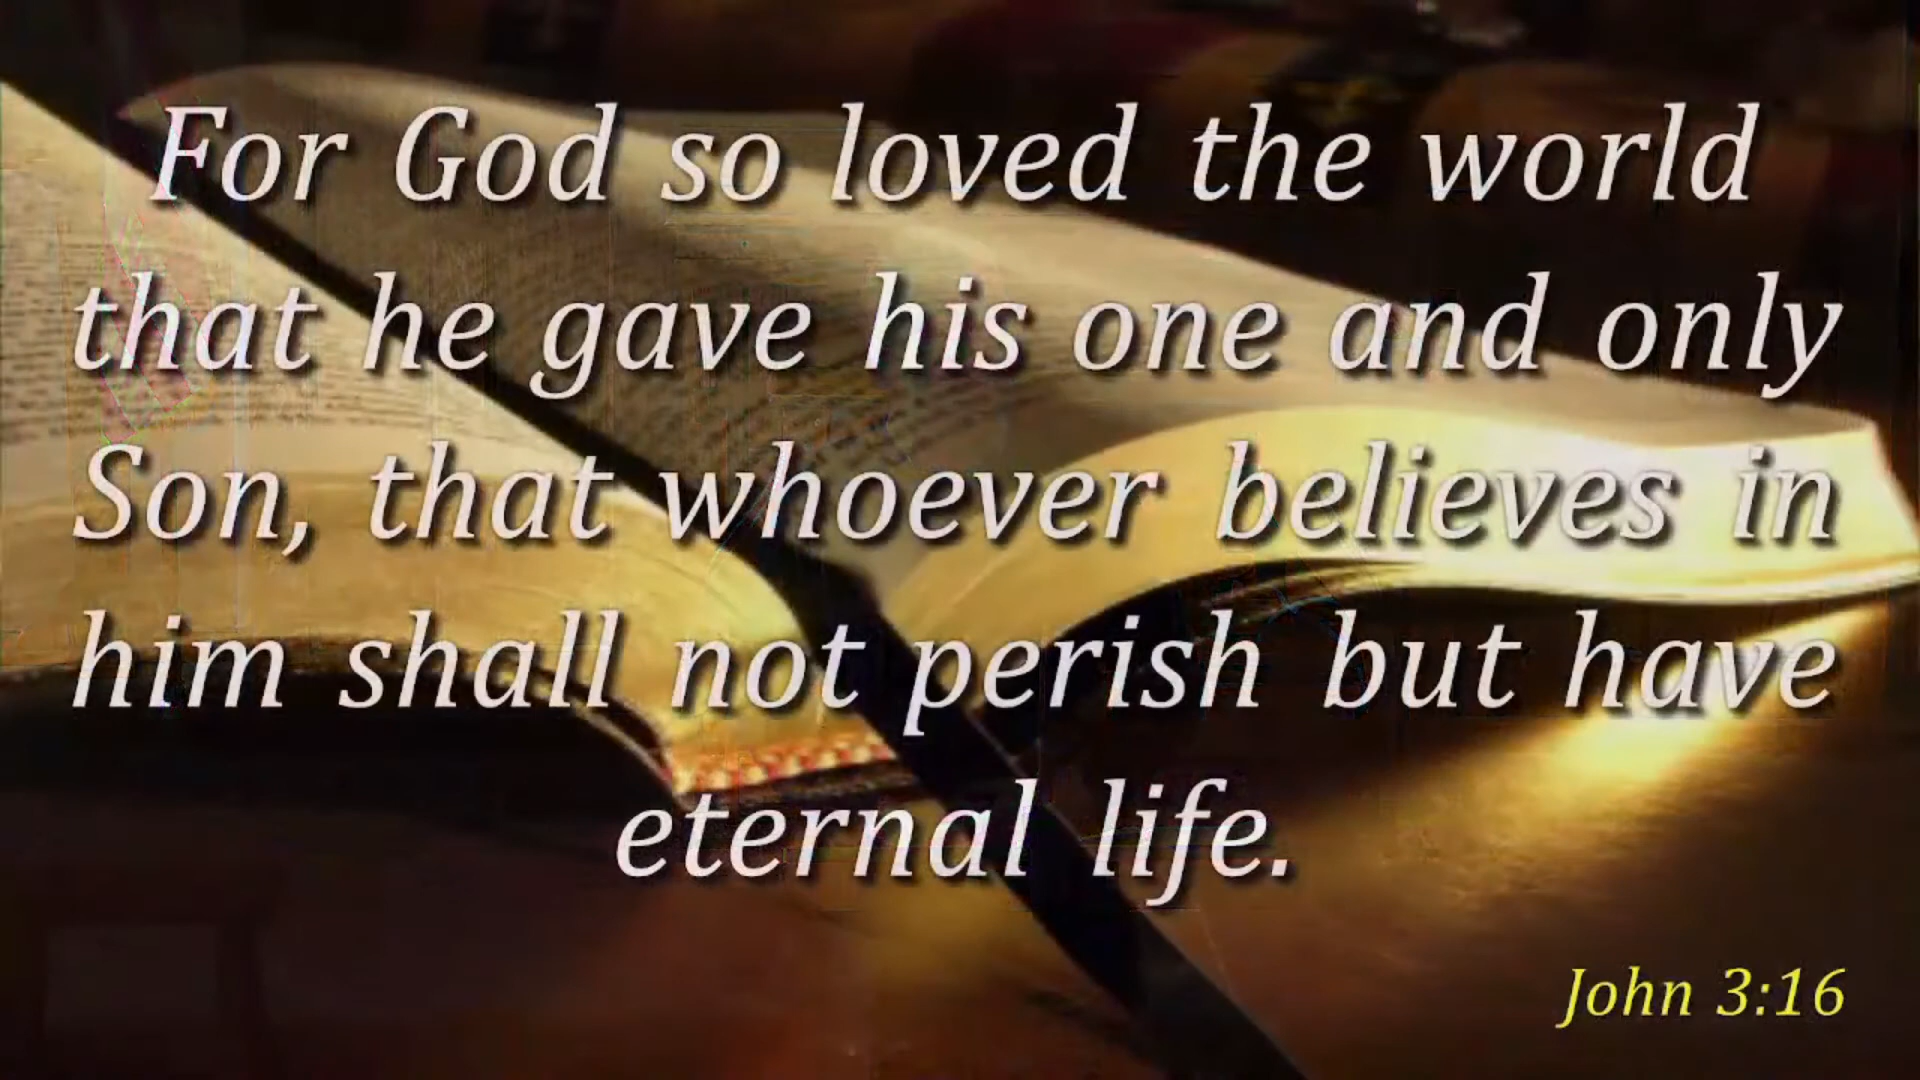 For God so loved the world
that he gave his one and only
Son, that whoever believes in
him shall not perish but have
eternal life.
John 3:16